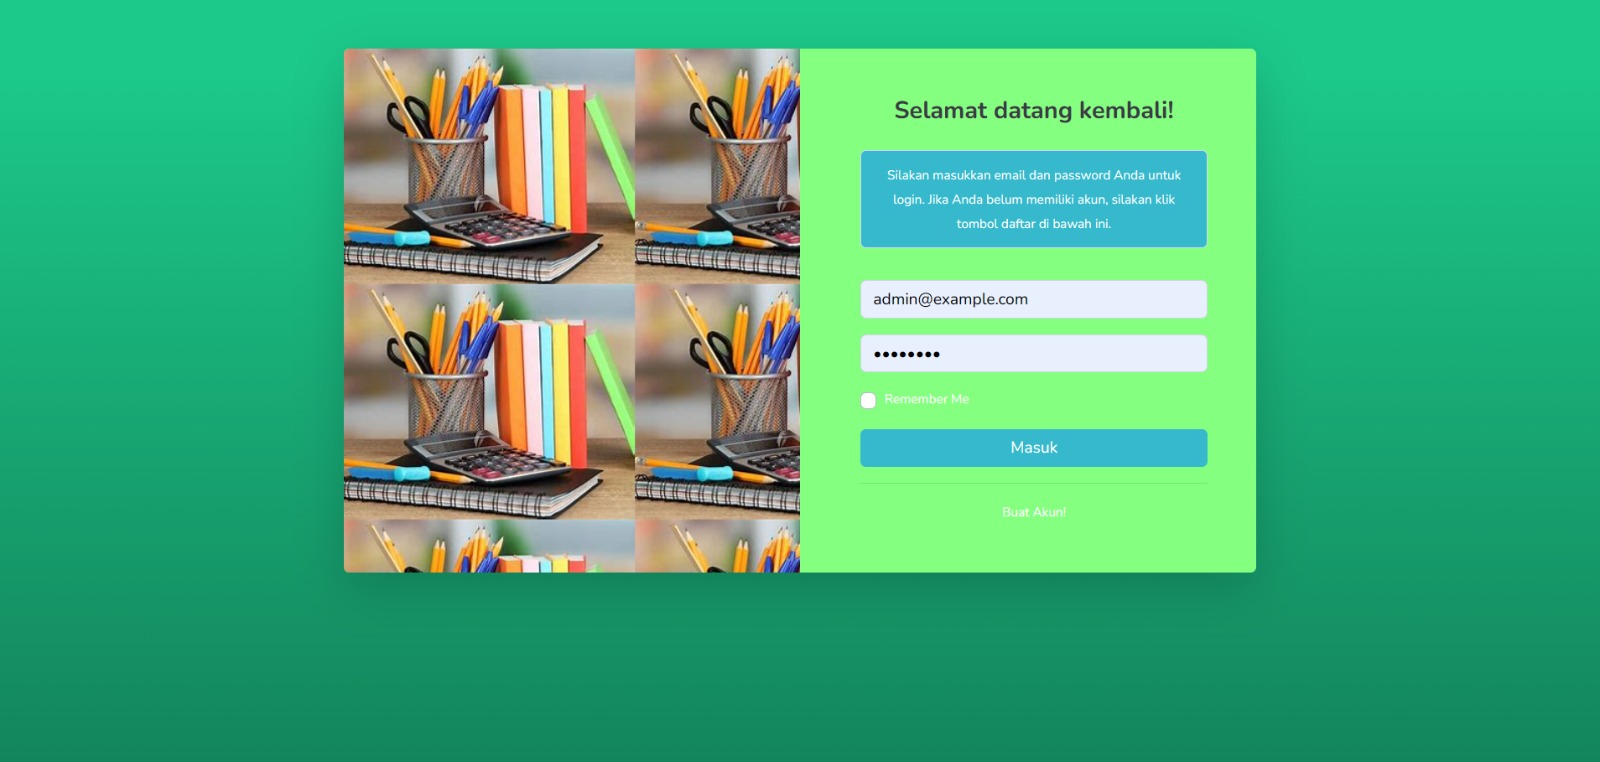 Selamat datang kembali!
Silakan masukkan email dan password Anda untuk
login. Jika Anda belum memiliki akun, silakan klik
tombol daftar di bawah ini.
admin@example.com
••••••••
Remember Me
Masuk
Buat Akun!